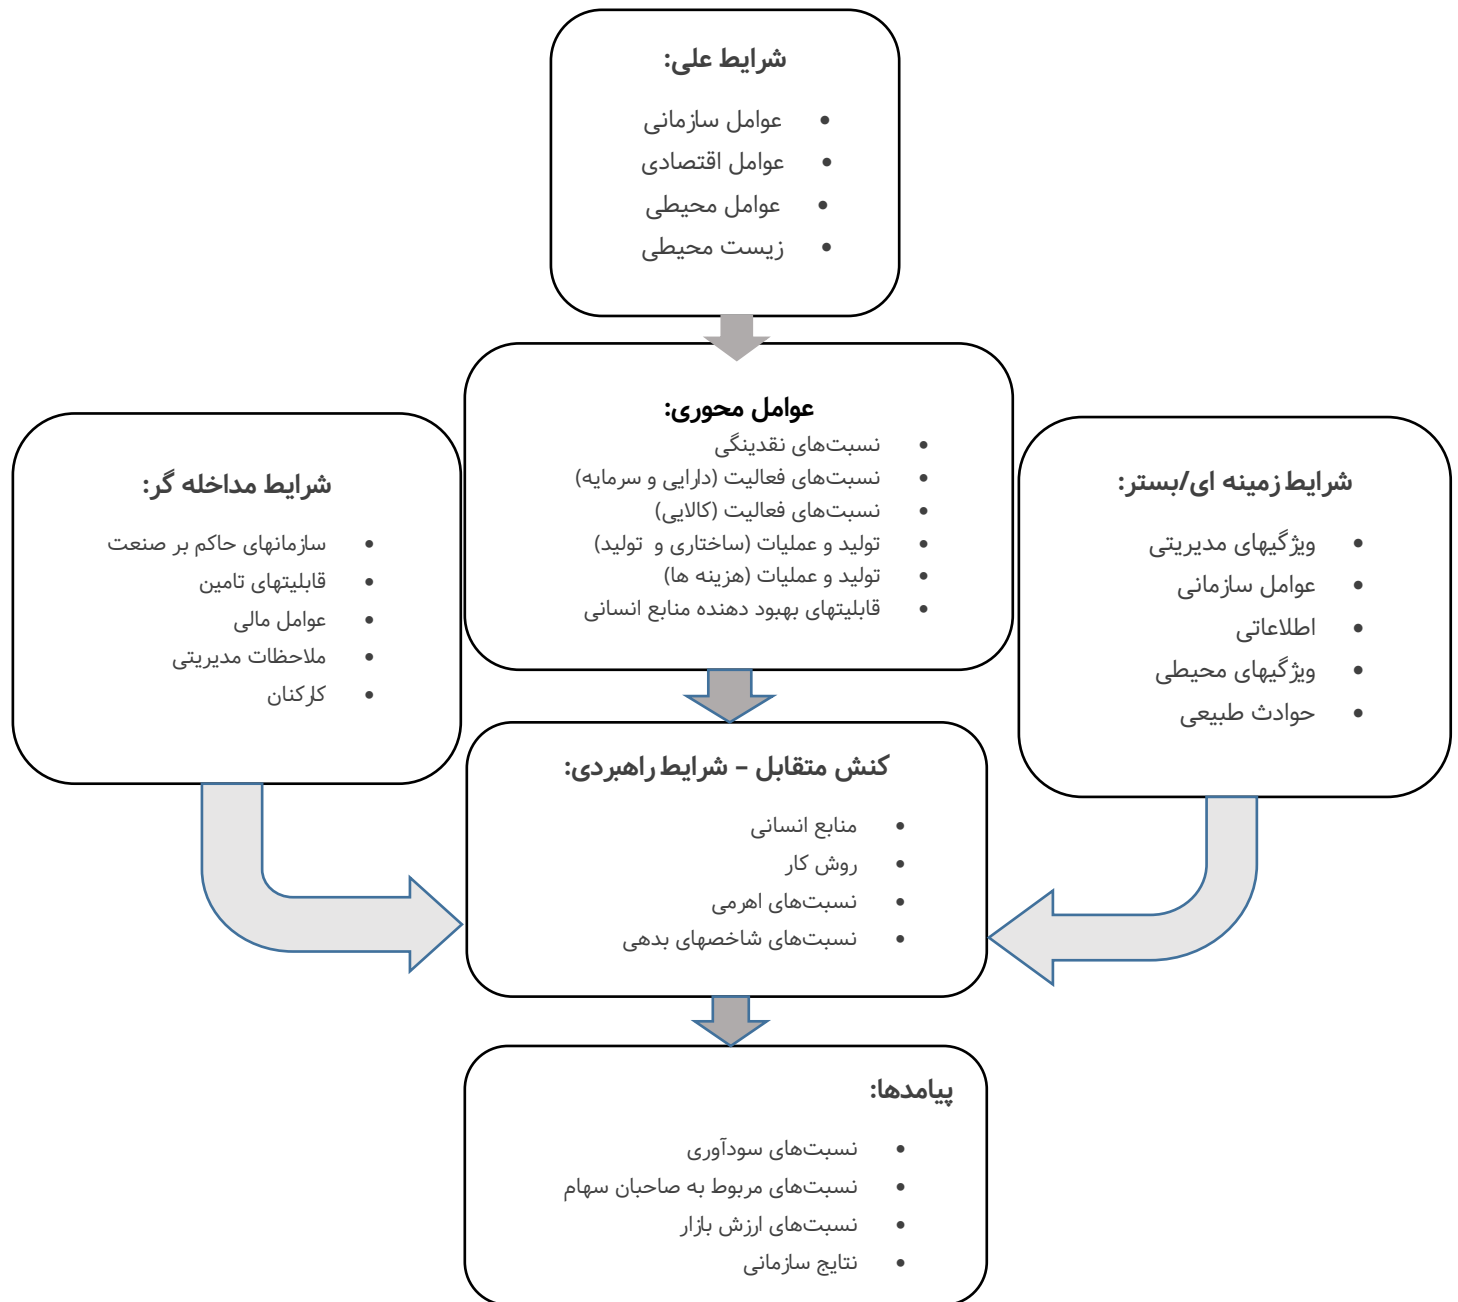 شرایط علی:
• عوامل سازمانی
• عوامل اقتصادی
• عوامل محیطی
• زیست محیطی
عوامل محوری:
• نسبت‌های نقدینگی
• نسبت‌های فعالیت (دارایی و سرمایه)
• نسبت‌های فعالیت (کالایی)
• تولید و عملیات (ساختاری و تولید)
• تولید و عملیات (هزینه ها)
• قابلیتهای بهبود دهنده منابع انسانی
شرایط زمینه ای/بستر:
• ویژگیهای مدیریتی
• عوامل سازمانی
• اطلاعاتی
• ویژگیهای محیطی
• حوادث طبیعی
شرایط مداخله گر:
• سازمانهای حاکم بر صنعت
• قابلیتهای تامین
• عوامل مالی
• ملاحظات مدیریتی
• کارکنان
کنش متقابل – شرایط راهبردی:
• منابع انسانی
• روش کار
• نسبت‌های اهرمی
• نسبت‌های شاخصهای بدهی
پیامدها:
• نسبت‌های سودآوری
• نسبت‌های مربوط به صاحبان سهام
• نسبت‌های ارزش بازار
• نتایج سازمانی